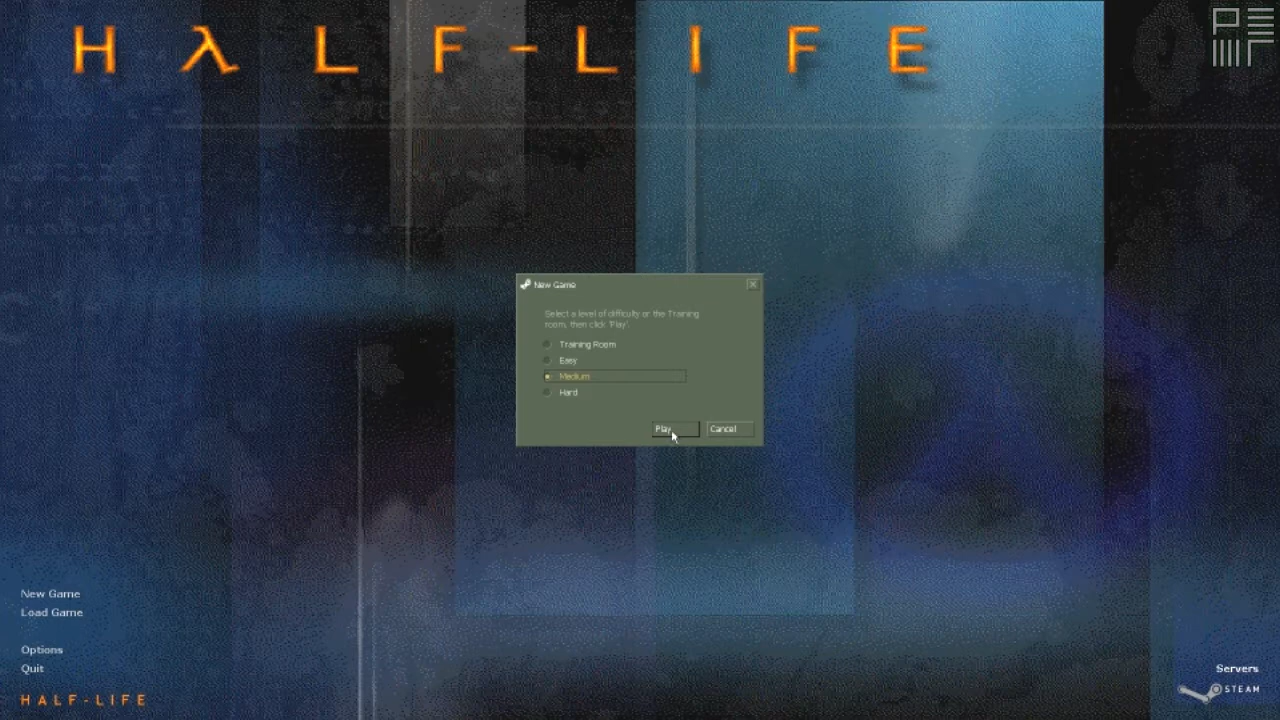 HλLF-LIFE
New Game
Select a level of difficulty or the Training
room, then click 'Play'.
Training Room
Easy
Medium
Hard
Play
Cancel
New Game
Load Game
Options
Quit
Servers
HALF-LIFE
STEAM